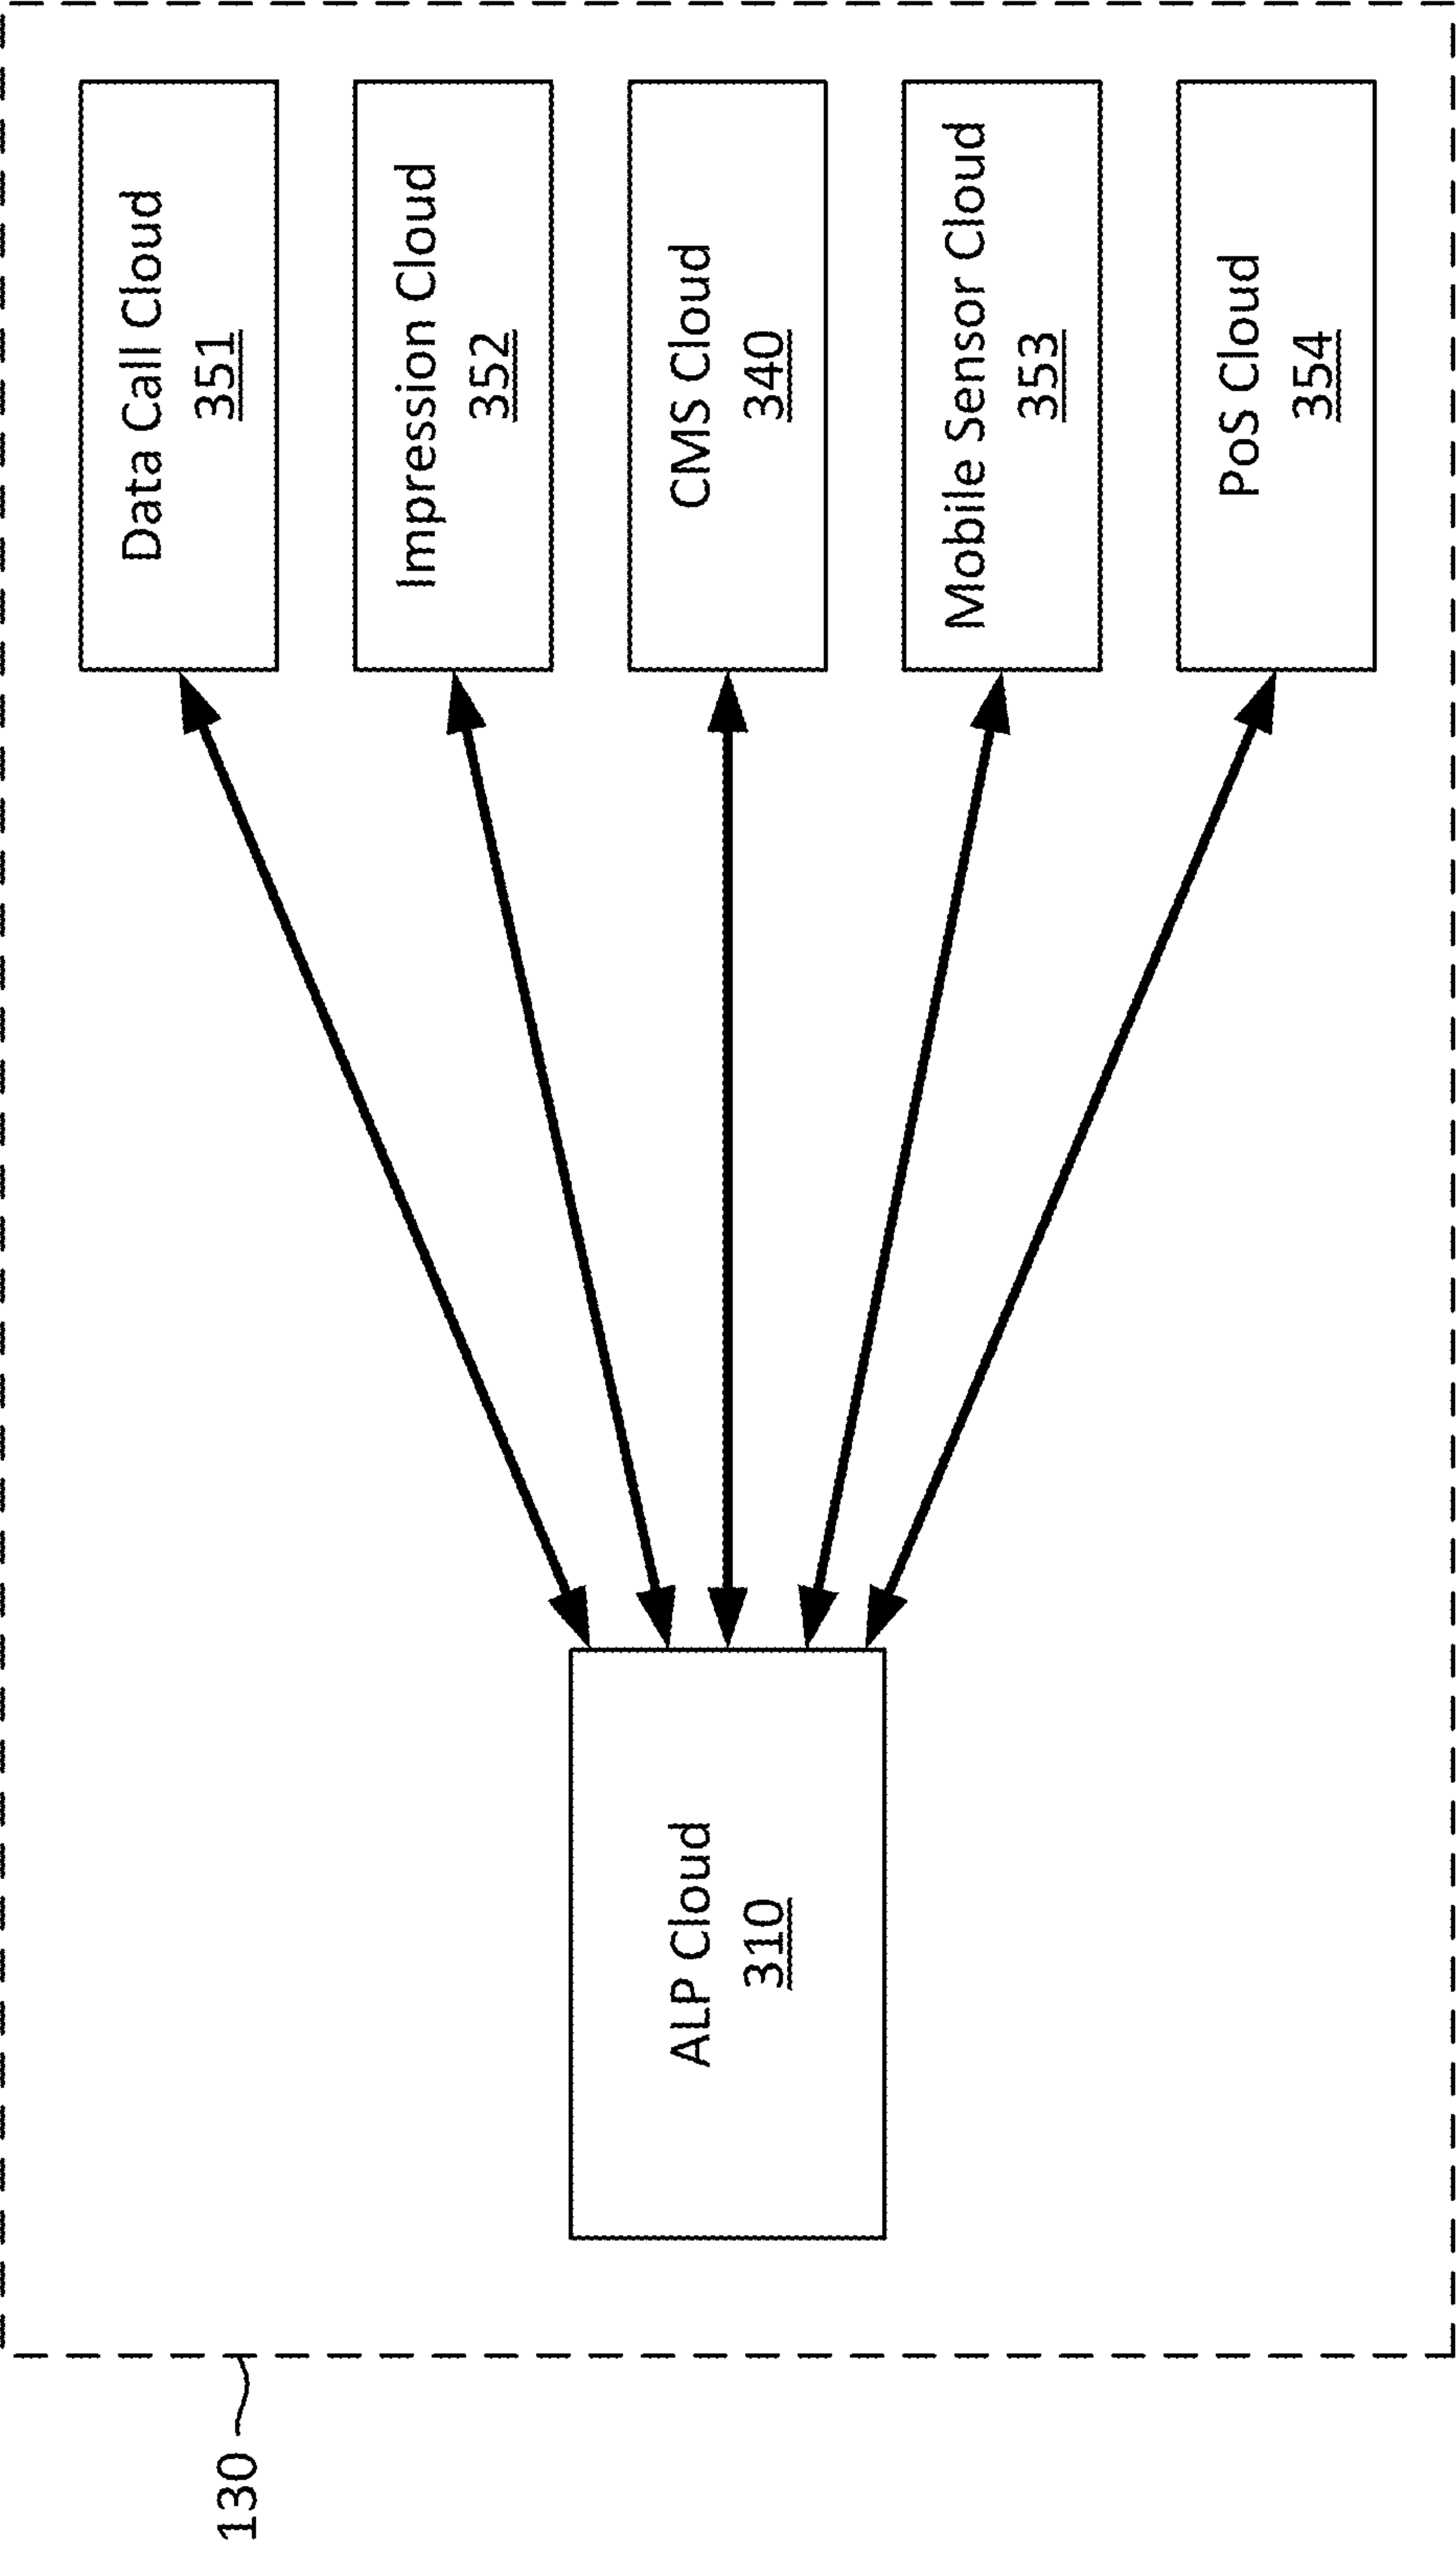 130
ALP Cloud
310
Data Call Cloud
351
Impression Cloud
352
CMS Cloud
340
Mobile Sensor Cloud
353
PoS Cloud
354